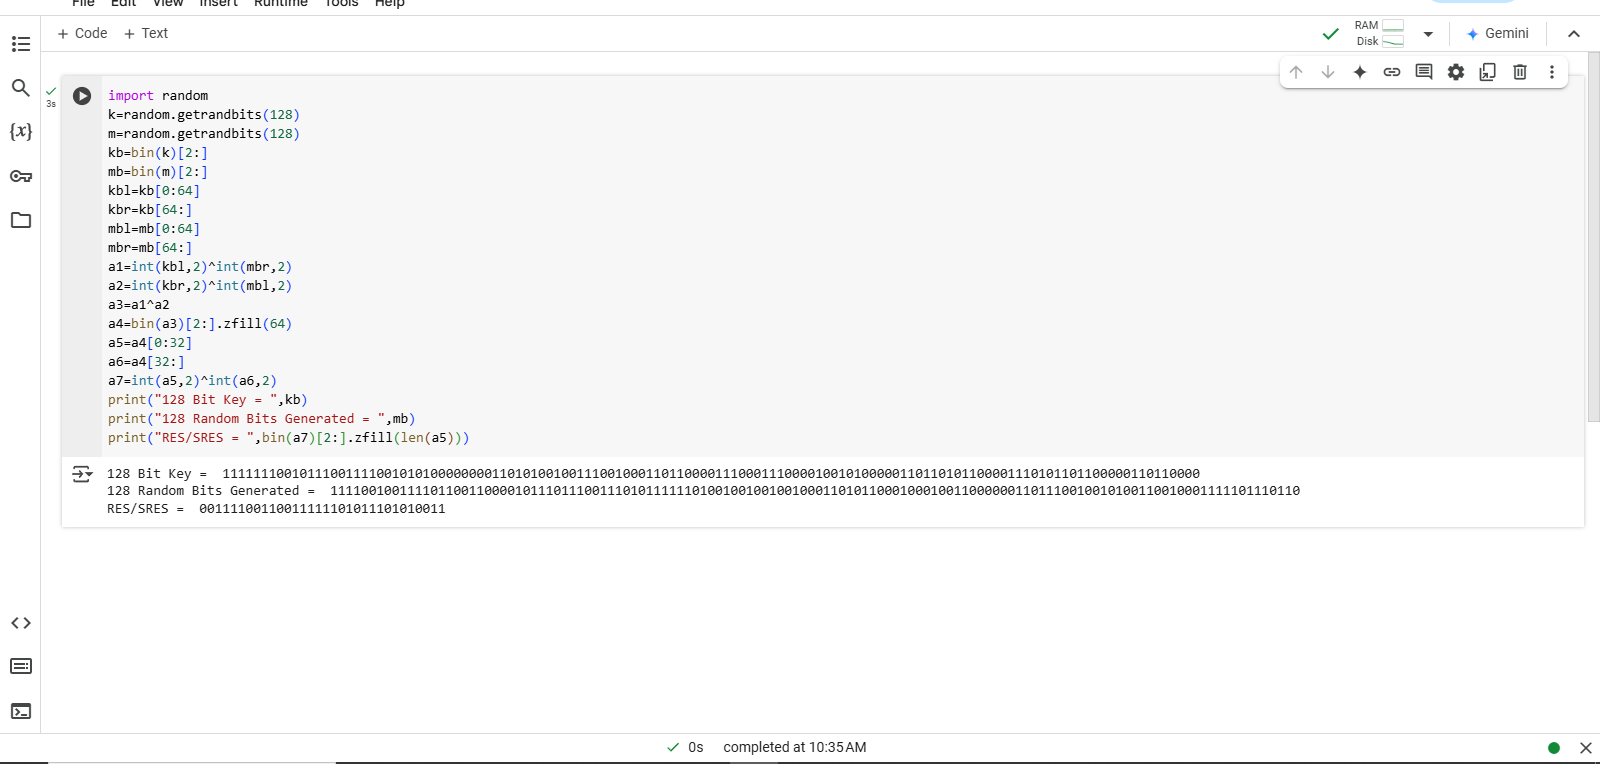 File Edit View Insert Runtime Tools Help
+ Code + Text
RAM
Disk
Gemini
3s
import random
k=random.getrandbits(128)
m=random.getrandbits(128)
kb=bin(k)[2:]
mb=bin(m)[2:]
kbl=kb[0:64]
kbr=kb[64:]
mbl=mb[0:64]
mbr=mb[64:]
a1=int(kbl,2)^int(mbr,2)
a2=int(kbr,2)^int(mbl,2)
a3=a1^a2
a4=bin(a3)[2:].zfill(64)
a5=a4[0:32]
a6=a4[32:]
a7=int(a5,2)^int(a6,2)
print("128 Bit Key = ",kb)
print("128 Random Bits Generated = ",mb)
print("RES/SRES = ",bin(a7)[2:].zfill(len(a5)))
128 Bit Key =  1111111001011100111100101010000000011010100100111001000110110000111000111000010010100000110110101100001110101101100000110110000
128 Random Bits Generated =  111100100111101100110000101110111001110101111110100100100100100011010110001000100110000001101110010010100110010001111101110110
RES/SRES =  00111100110011111101011101010011
0s completed at 10:35 AM